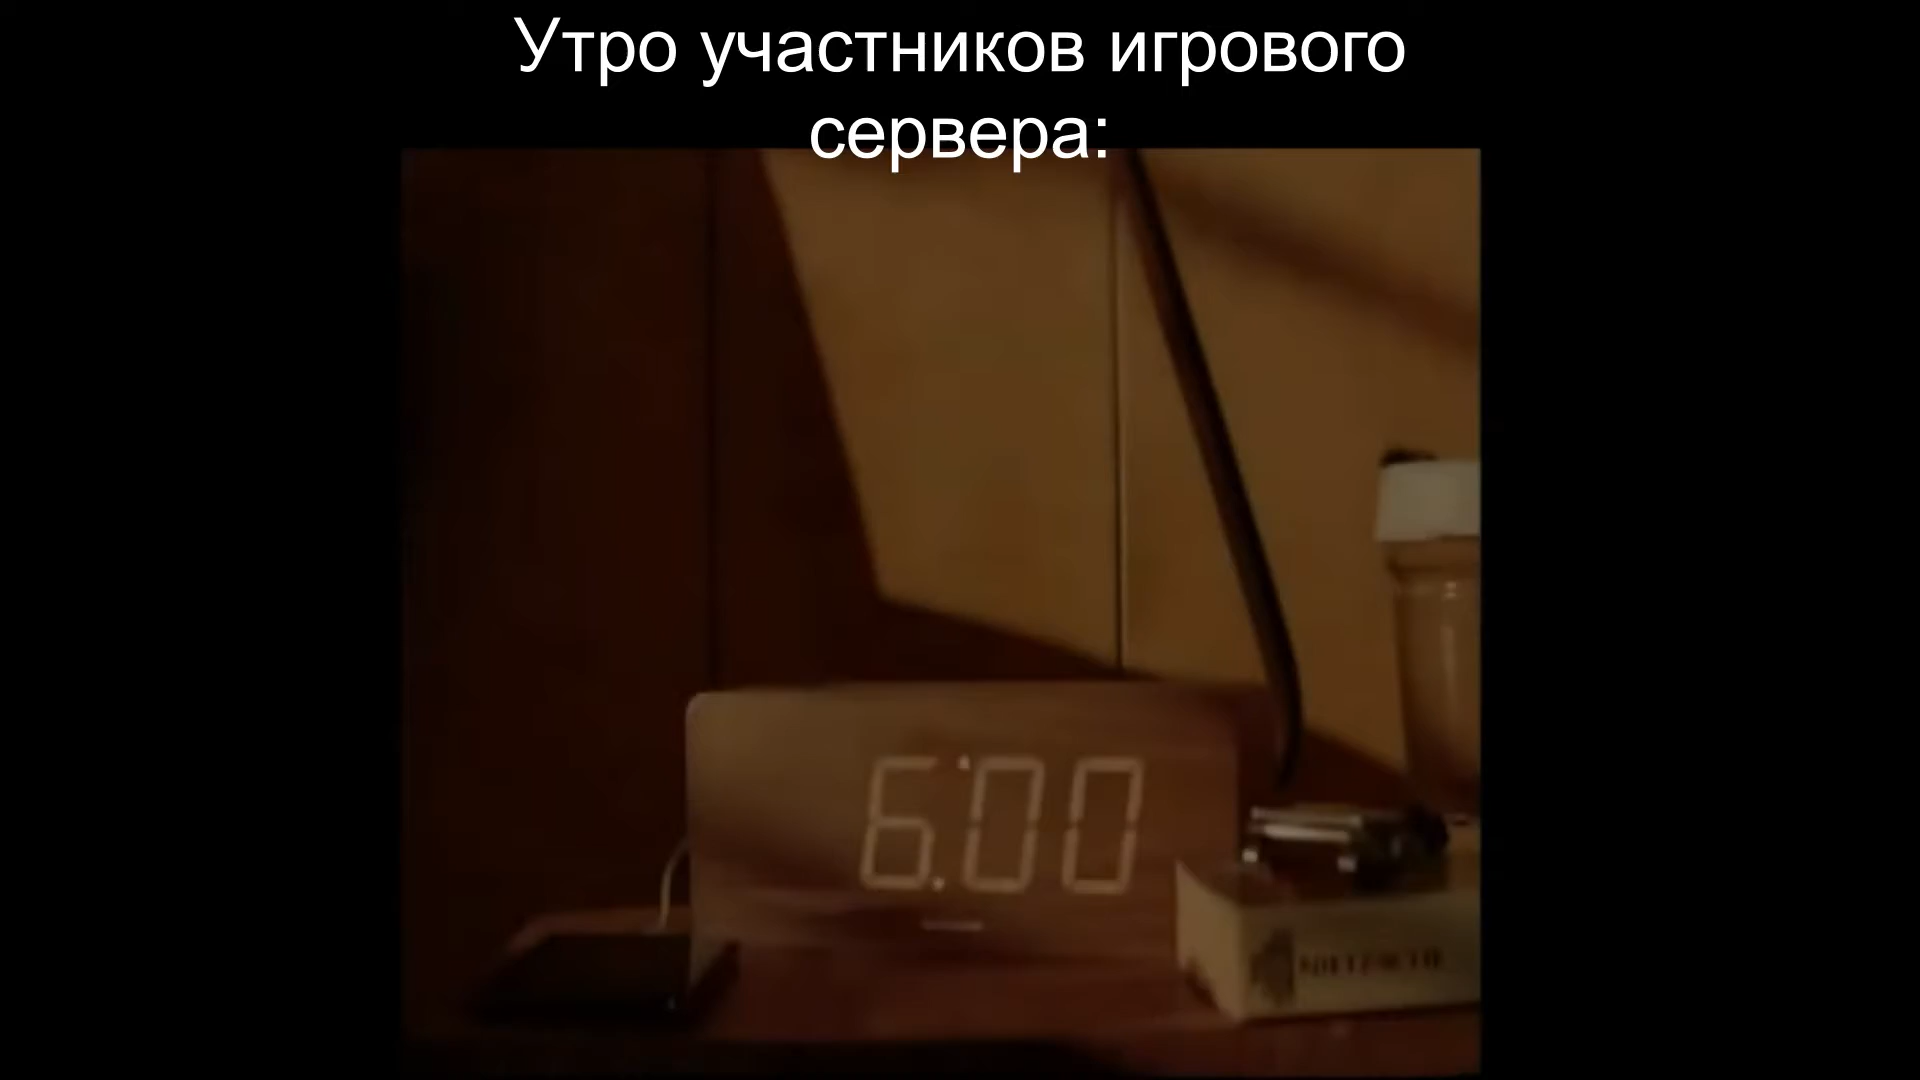 Утро участников игрового
сервера:
6:00